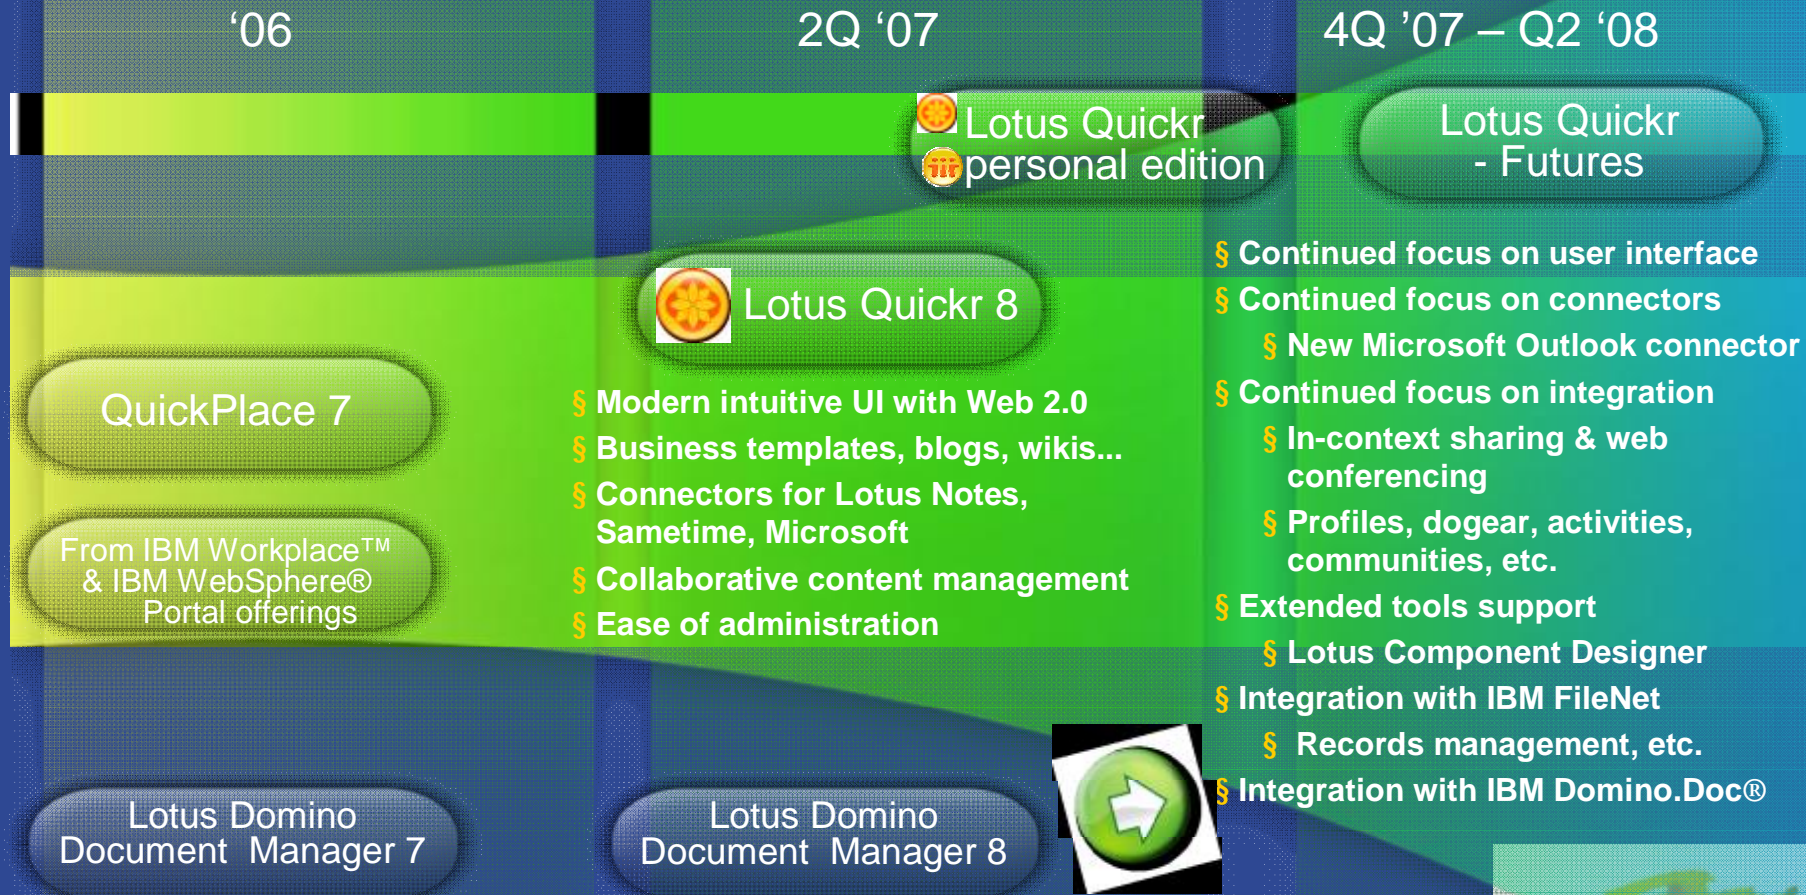 ‘06
2Q ‘07
4Q ’07 – Q2 ‘08
Lotus Quickr
personal edition
Lotus Quickr
- Futures
Lotus Quickr 8
QuickPlace 7
From IBM Workplace™
& IBM WebSphere®
Portal offerings
§ Modern intuitive UI with Web 2.0
§ Business templates, blogs, wikis...
§ Connectors for Lotus Notes,
Sametime, Microsoft
§ Collaborative content management
§ Ease of administration
§ Continued focus on user interface
§ Continued focus on connectors
§ New Microsoft Outlook connector
§ Continued focus on integration
§ In-context sharing & web
conferencing
§ Profiles, dogear, activities,
communities, etc.
§ Extended tools support
§ Lotus Component Designer
§ Integration with IBM FileNet
§ Records management, etc.
§ Integration with IBM Domino.Doc®
Lotus Domino
Document Manager 7
Lotus Domino
Document Manager 8